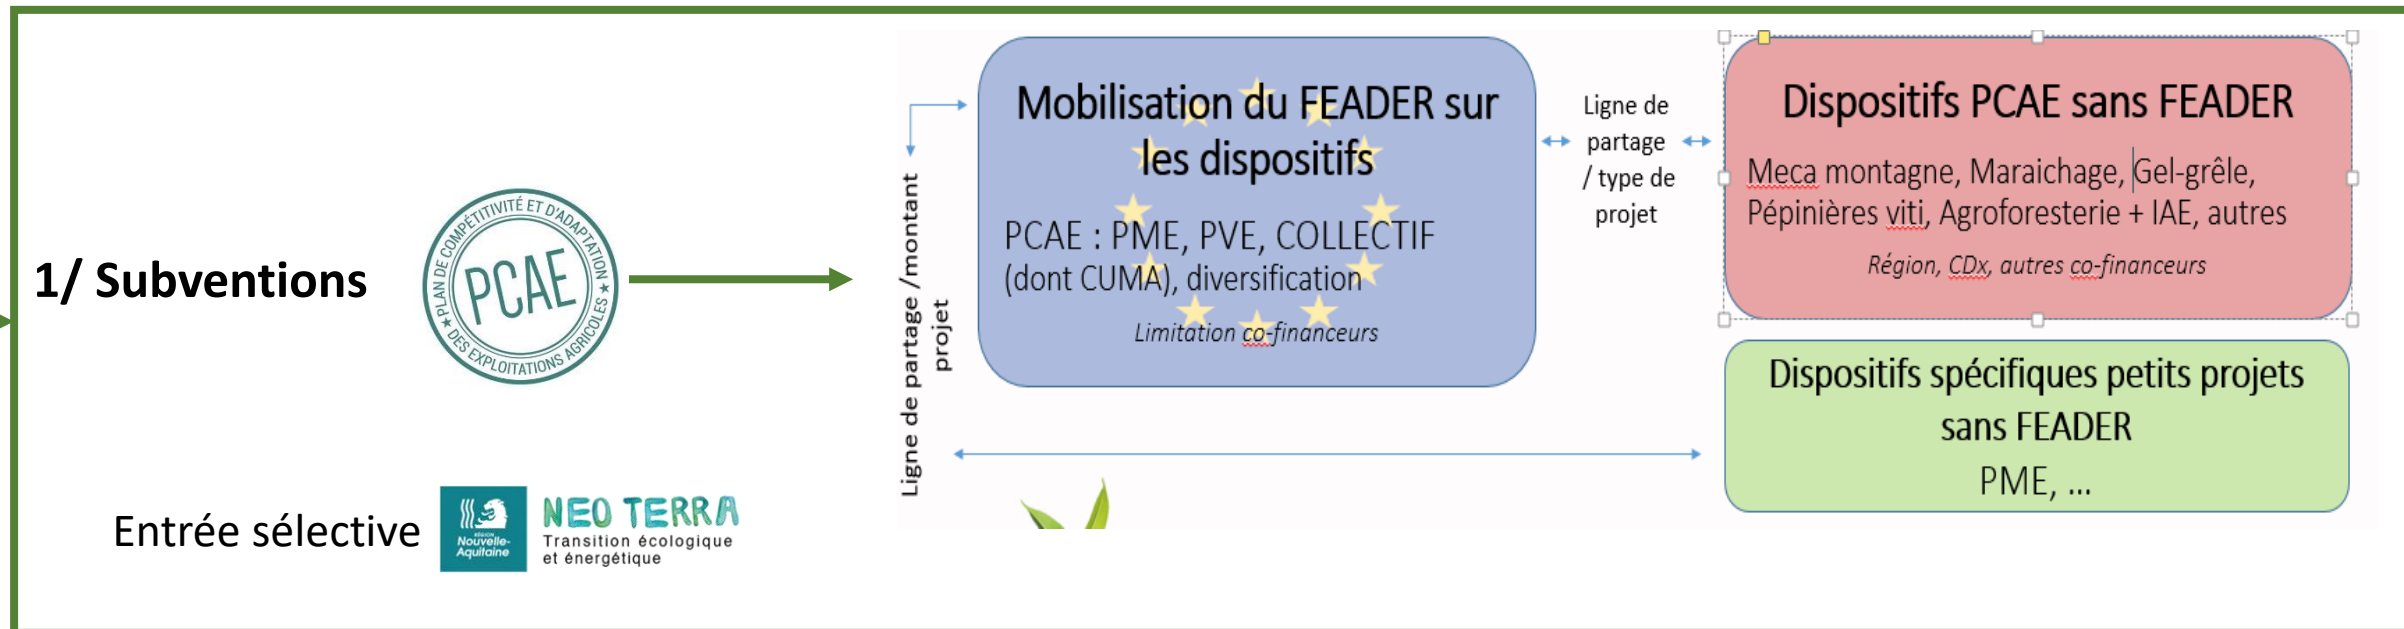 1/ Subventions
PLAN DE COMPÉTITIVITÉ ET D'ADAPTATION
PCAE
DES EXPLOITATIONS AGRICOLES
Entrée sélective
RÉGION
Nouvelle-
Aquitaine
NEO TERRA
Transition écologique
et énergétique
Ligne de partage /montant
projet
Mobilisation du FEADER sur
les dispositifs
PCAE : PME, PVE, COLLECTIF
(dont CUMA), diversification
Limitation co-financeurs
Ligne de
partage
/ type de
projet
Dispositifs PCAE sans FEADER
Meca montagne, Maraichage, Gel-grêle,
Pépinières viti, Agroforesterie + IAE, autres
Région, CDx, autres co-financeurs
Dispositifs spécifiques petits projets
sans FEADER
PME, ...